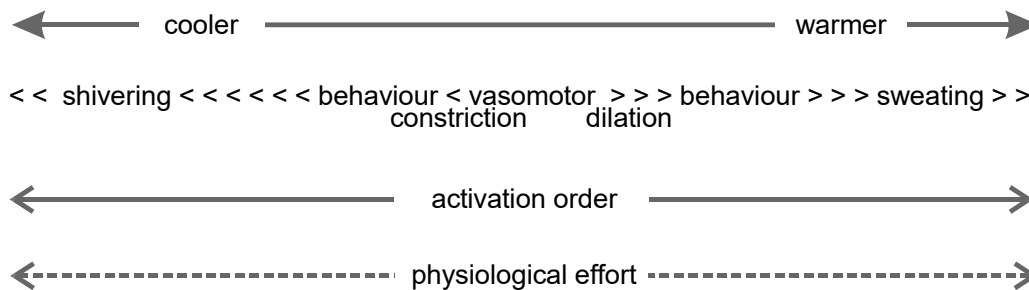 cooler warmer
< < shivering < < < < < < behaviour < vasomotor > > > behaviour > > > sweating > >
constriction dilation
activation order
physiological effort